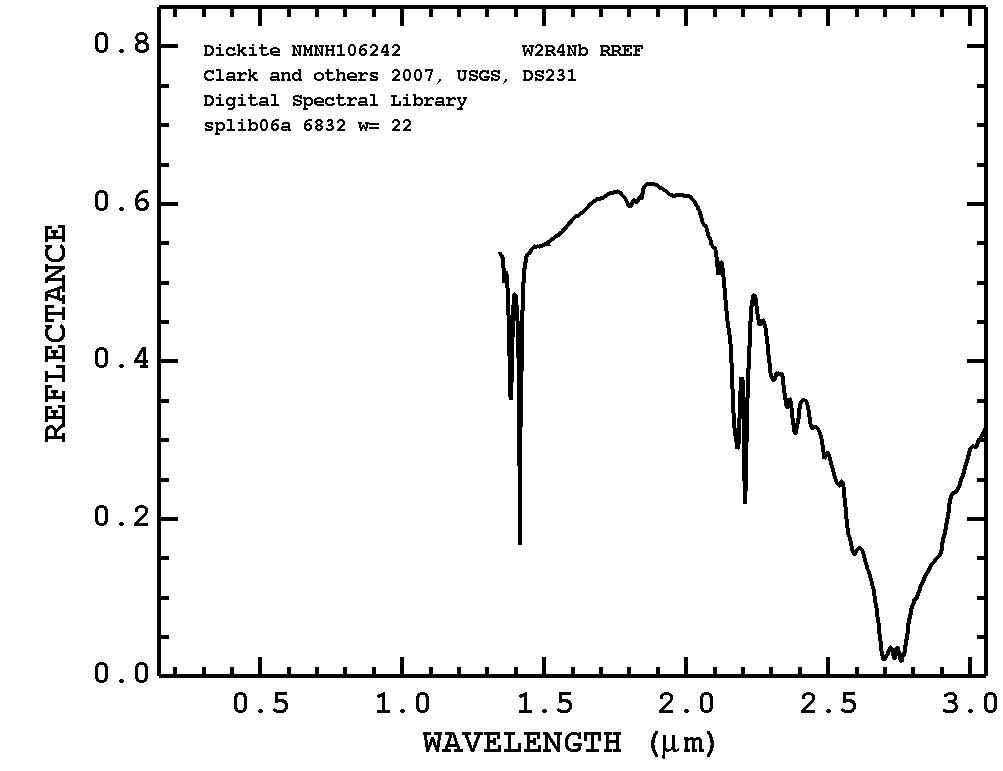 Dickite NMNH106242 W2R4Nb RREF
Clark and others 2007, USGS, DS231
Digital Spectral Library
splib06a 6832 w= 22
0.8
0.6
0.4
0.2
0.0
REFLECTANCE
0.5 1.0 1.5 2.0 2.5 3.0
WAVELENGTH (μm)